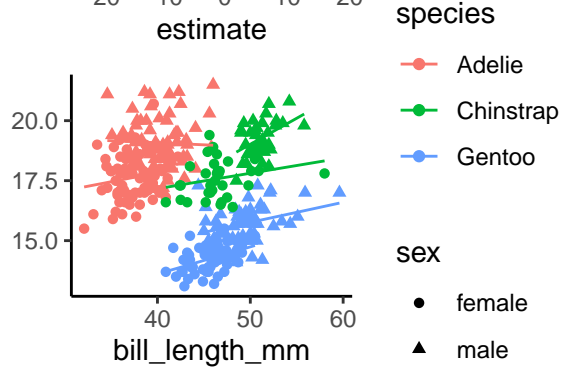 estimate
species
Adelie
Chinstrap
Gentoo
20.0
17.5
15.0
40 50 60
bill_length_mm
sex
female
male